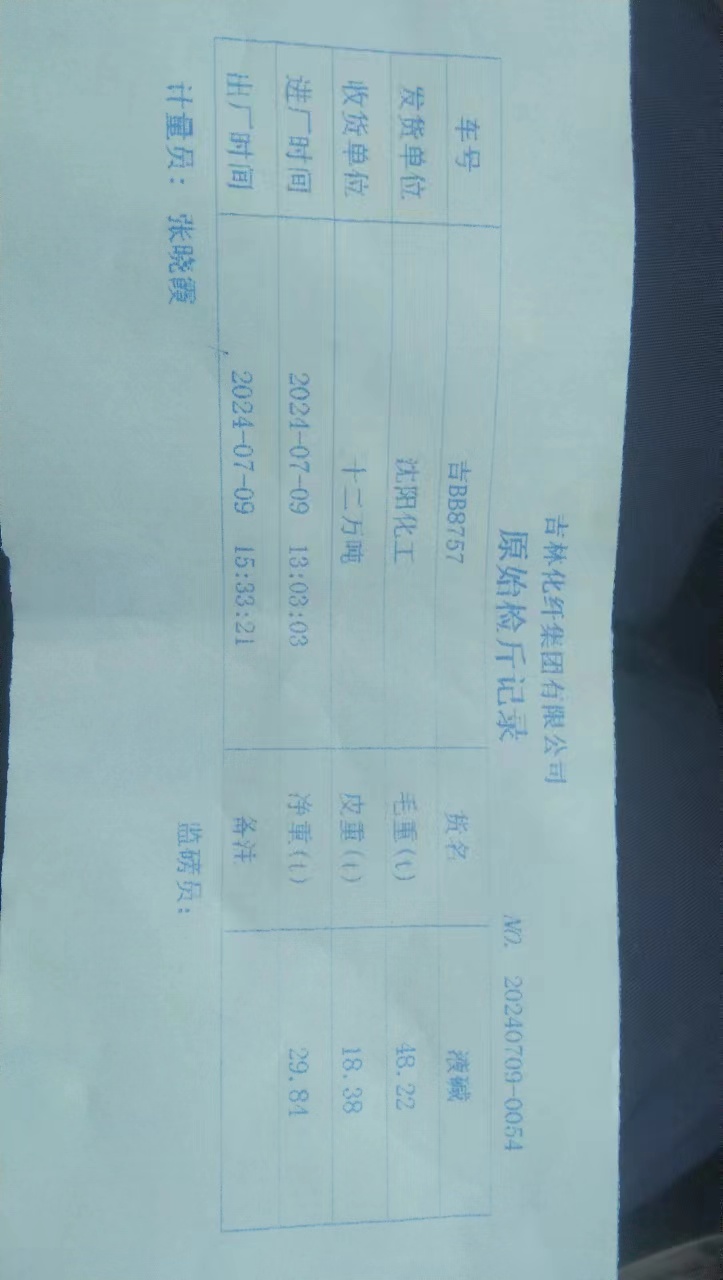 吉林化纤集团有限公司
原始检斤记录
NO. 20240709-0054
车号 吉BB8757 货名 液碱
发货单位 沈阳化工 毛重(t) 48.22
收货单位 十二万吨 皮重(t) 18.38
进厂时间 2024-07-09 13:03:03 净重(t) 29.84
出厂时间 2024-07-09 15:33:21 备注
计量员: 张晓霞 监磅员: